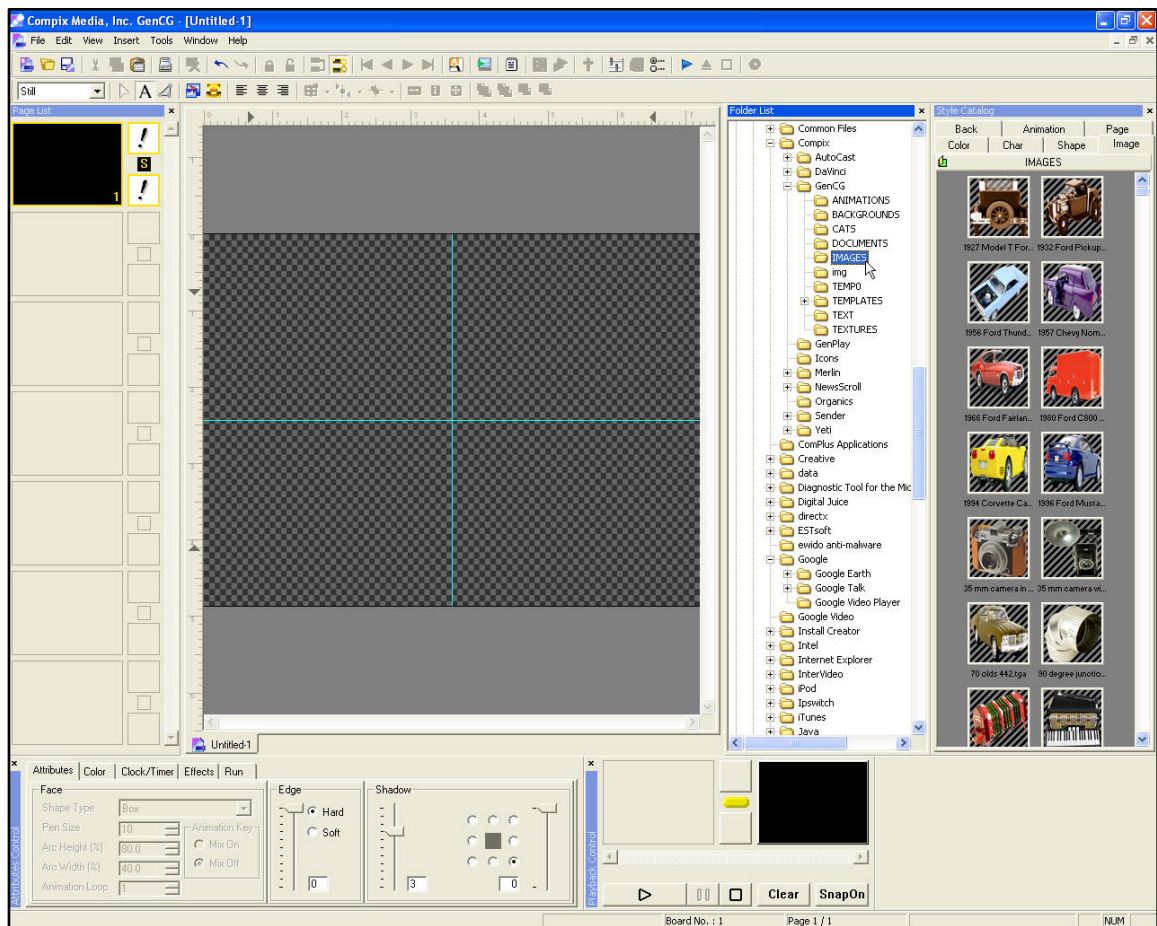 Compix Media, Inc. GenCG - [Untitled-1]
File Edit View Insert Tools Window Help
Still
A
Page List
1
S
0 1 2 3 4 5 6 7
Untitled-1
Folder List
Common Files
Compix
AutoCast
DaVinci
GenCG
ANIMATIONS
BACKGROUNDS
CATS
DOCUMENTS
IMAGES
img
TEMP0
TEMPLATES
TEXT
TEXTURES
GenPlay
Icons
Merlin
NewsScroll
Organics
Sender
Yeti
ComPlus Applications
Creative
data
Diagnostic Tool for the Mic
Digital Juice
directx
ESTsoft
ewido anti-malware
Google
Google Earth
Google Talk
Google Video Player
Google Video
Install Creator
Intel
Internet Explorer
InterVideo
iPod
Ipswitch
iTunes
Java
Style Catalog
Back Animation Page
Color Char Shape Image
IMAGES
1927 Model T For... 1932 Ford Pickup...
1956 Ford Thund... 1957 Chevy Nom...
1966 Ford Fairlan... 1980 Ford C800 ...
1994 Corvette Ca... 1996 Ford Musta...
35 mm camera in ... 35 mm camera wi...
70 olds 442.tga 90 degree junctio...
Attributes Control
Attributes Color Clock/Timer Effects Run
Face
Shape Type Box
Pen Size 10
Arc Height (%) 80.0
Arc Width (%) 40.0
Animation Loop 1
Animation Key
Mix On
Mix Off
Edge
Hard
Soft
0
Shadow
3
0
Playback Control
Clear SnapOn
Board No. : 1 Page 1 / 1 NUM